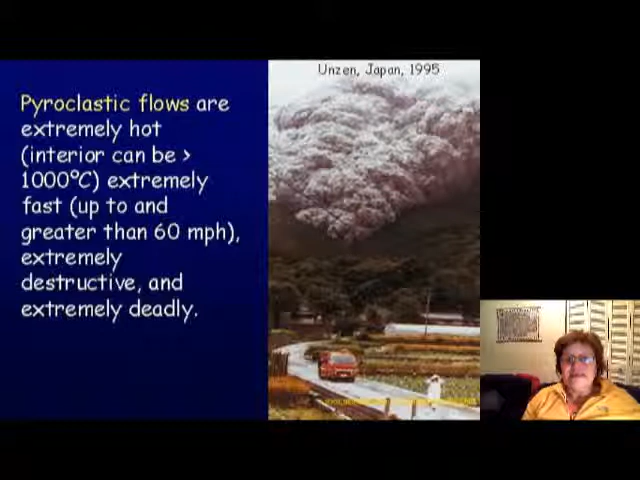 Unzen, Japan, 1995
Pyroclastic flows are
extremely hot
(interior can be >
1000°C) extremely
fast (up to and
greater than 60 mph),
extremely
destructive, and
extremely deadly.